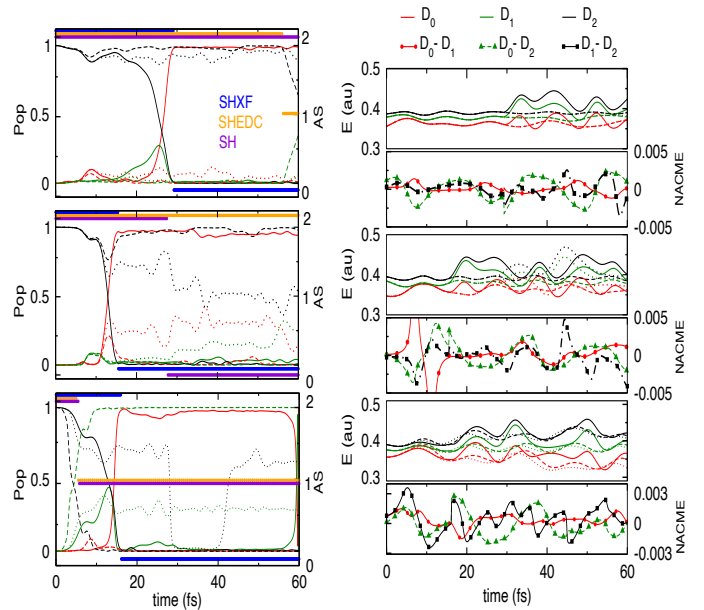 D0 D1 D2
D0-D1 D0-D2 D1-D2
2
1
0.5
0
Pop
1
0
AS
SHXF
SHEDC
SH
0.5
0.4
0.3
E (au)
0.005
0
-0.005
NACME
2
1
0.5
0
Pop
1
0
AS
0.5
0.4
0.3
E (au)
0.005
0
-0.005
NACME
2
1
0.5
0
Pop
1
0
AS
0 20 40 60
time (fs)
0.5
0.4
0.3
E (au)
0.003
0
-0.003
NACME
0 20 40 60
time (fs)